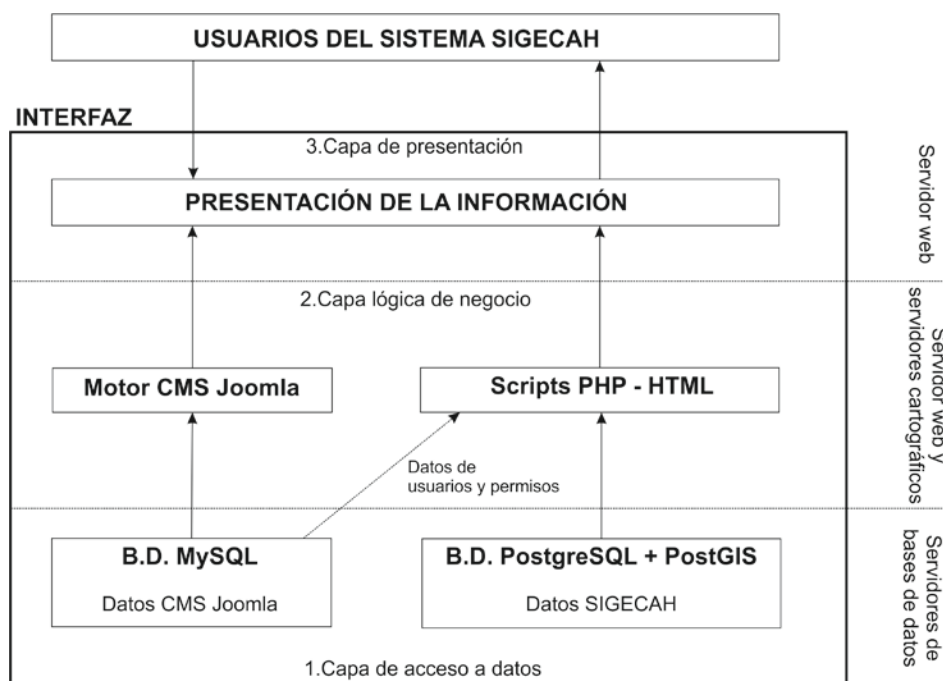 USUARIOS DEL SISTEMA SIGECAH
INTERFAZ
3.Capa de presentación
PRESENTACIÓN DE LA INFORMACIÓN
Servidor web
2.Capa lógica de negocio
Motor CMS Joomla
Scripts PHP - HTML
Servidor web y
servidores cartográficos
Datos de
usuarios y permisos
B.D. MySQL
Datos CMS Joomla
B.D. PostgreSQL + PostGIS
Datos SIGECAH
Servidores de
bases de datos
1.Capa de acceso a datos